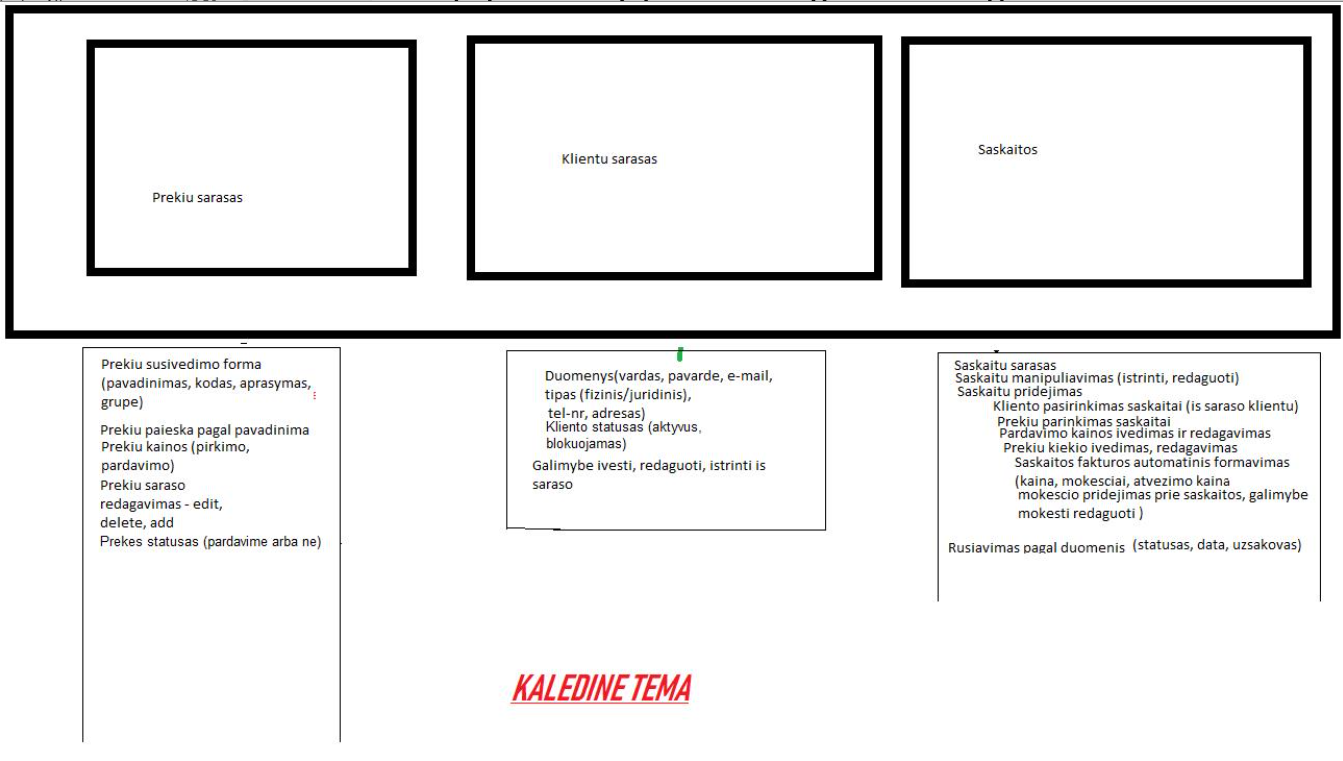 Prekiu sarasas
Klientu sarasas
Saskaitos
Prekiu susivedimo forma
(pavadinimas, kodas, aprasymas,
grupe)
Prekiu paieska pagal pavadinima
Prekiu kainos (pirkimo,
pardavimo)
Prekiu saraso
redagavimas - edit,
delete, add
Prekes statusas (pardavime arba ne)
Duomenys(vardas, pavarde, e-mail,
tipas (fizinis/juridinis),
tel-nr, adresas)
Kliento statusas (aktyvus,
blokuojamas)
Galimybe ivesti, redaguoti, istrinti is
saraso
Saskaitu sarasas
Saskaitu manipuliavimas (istrinti, redaguoti)
Saskaitu pridejimas
Kliento pasirinkimas saskaitai (is saraso klientu)
Prekiu parinkimas saskaitai
Pardavimo kainos ivedimas ir redagavimas
Prekiu kiekio ivedimas, redagavimas
Saskaitos fakturos automatinis formavimas
(kaina, mokesciai, atvezimo kaina
mokescio pridejimas prie saskaitos, galimybe
mokesti redaguoti )
Rusiavimas pagal duomenis (statusas, data, uzsakovas)
KALEDINE TEMA